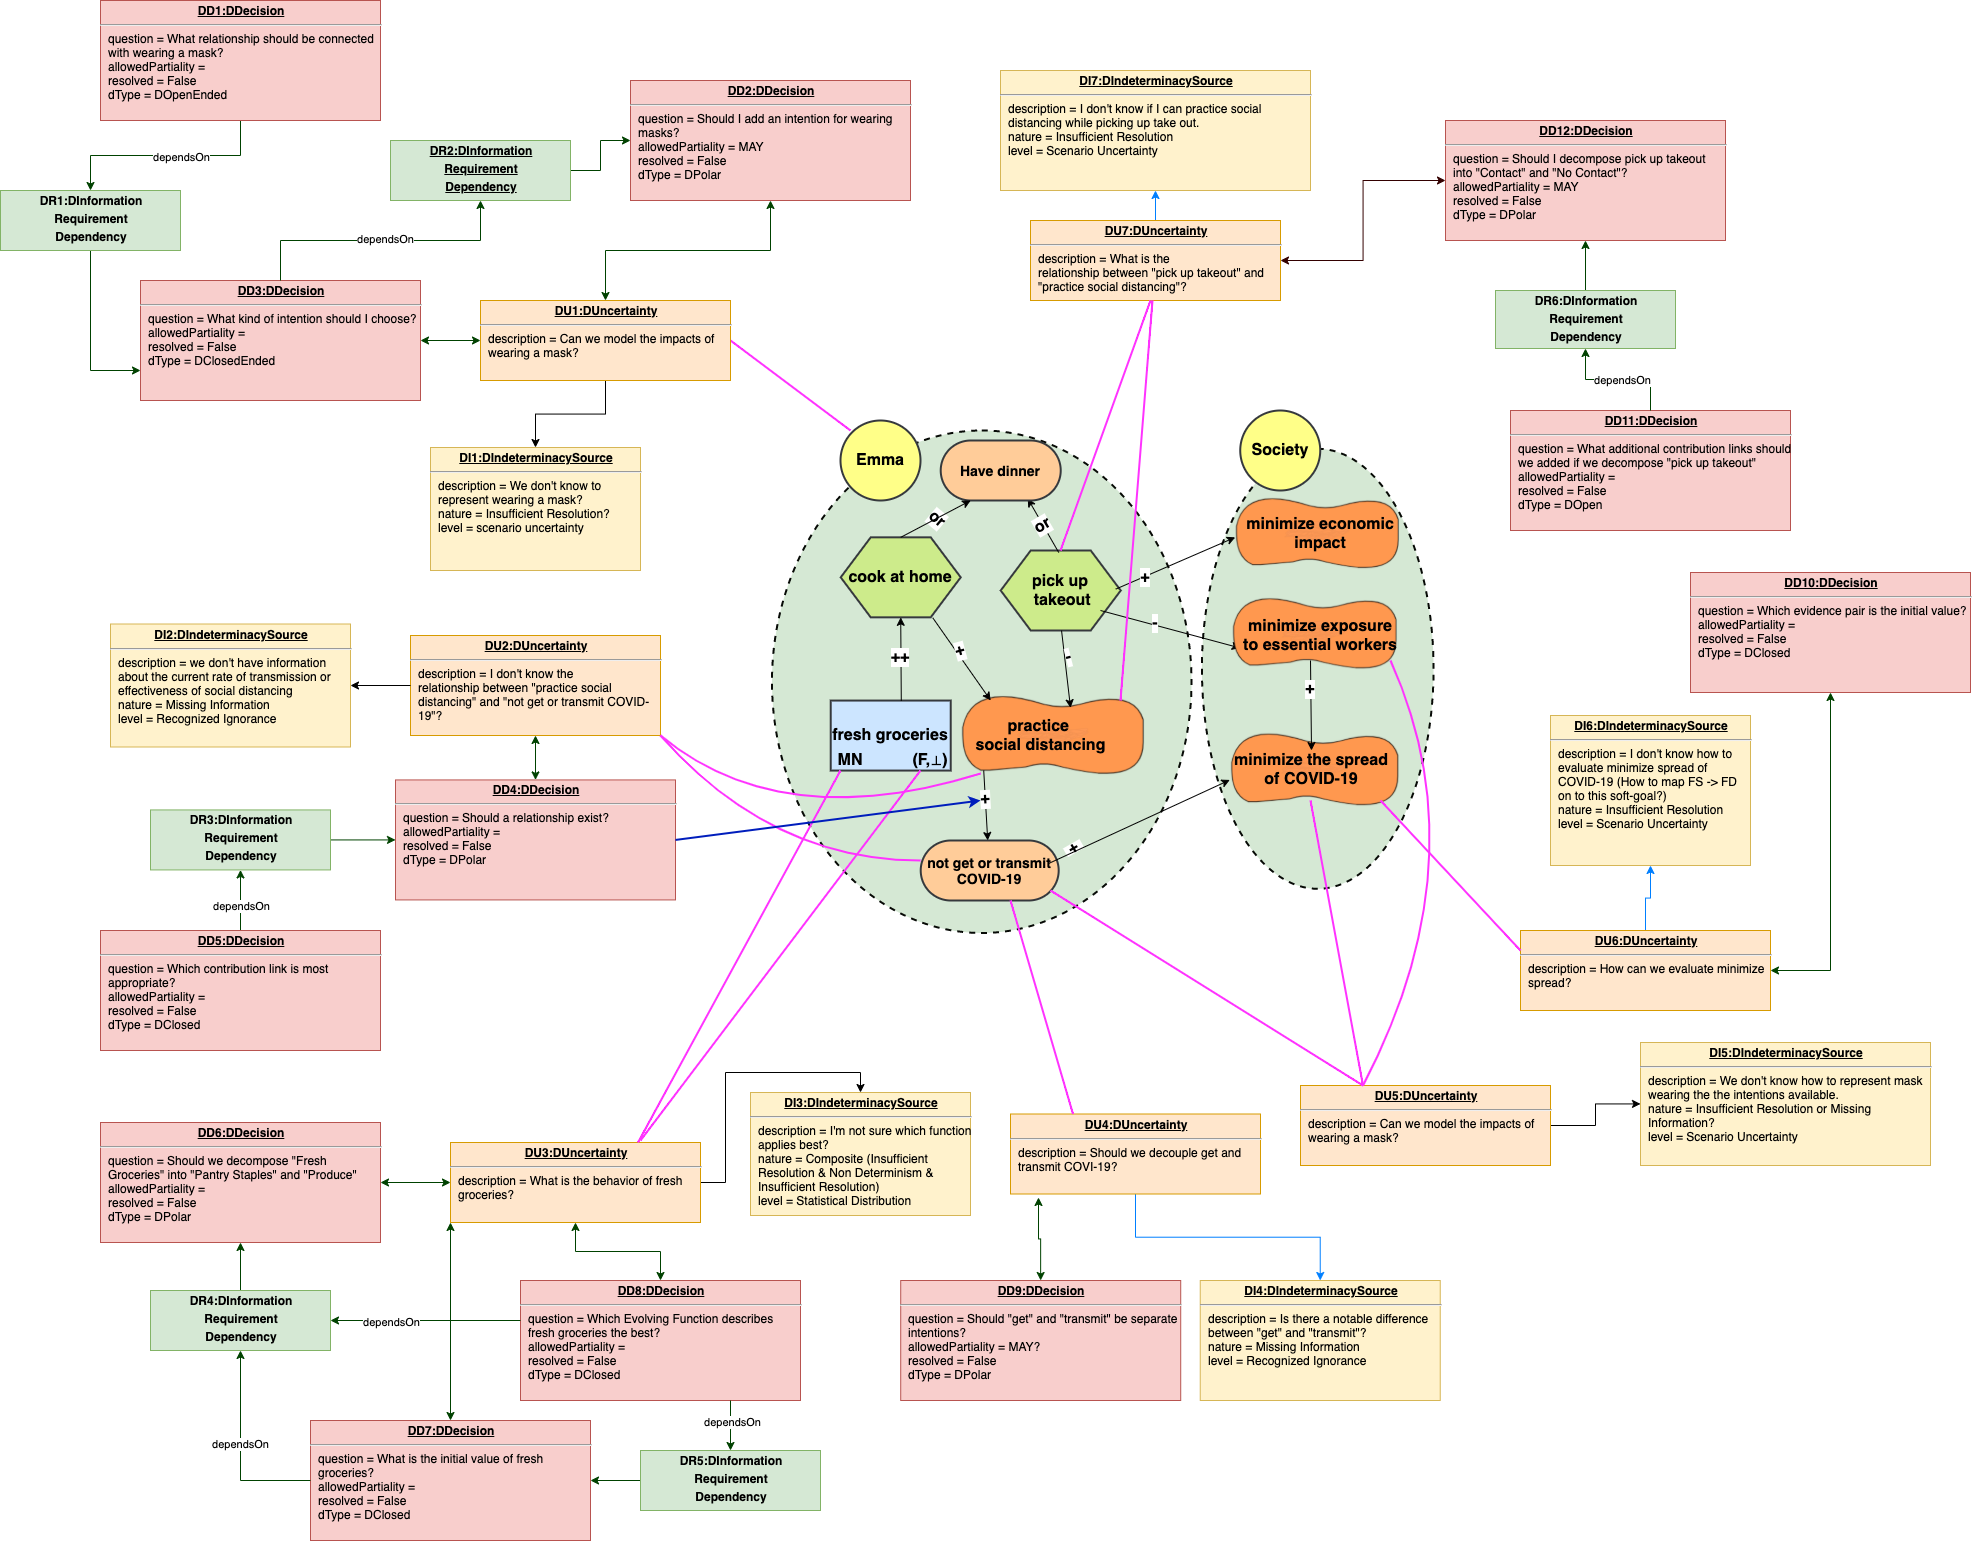 DD1:DDecision
question = What relationship should be connected
with wearing a mask?
allowedPartiality =
resolved = False
dType = DOpenEnded
dependsOn
DR1:DInformation
Requirement
Dependency
DR2:DInformation
Requirement
Dependency
DD2:DDecision
question = Should I add an intention for wearing
masks?
allowedPartiality = MAY
resolved = False
dType = DPolar
dependsOn
DD3:DDecision
question = What kind of intention should I choose?
allowedPartiality =
resolved = False
dType = DClosedEnded
DU1:DUncertainty
description = Can we model the impacts of
wearing a mask?
DI1:DIndeterminacySource
description = We don't know to
represent wearing a mask?
nature = Insufficient Resolution?
level = scenario uncertainty
DI7:DIndeterminacySource
description = I don't know if I can practice social
distancing while picking up take out.
nature = Insufficient Resolution
level = Scenario Uncertainty
DU7:DUncertainty
description = What is the
relationship between "pick up takeout" and
"practice social distancing"?
DD12:DDecision
question = Should I decompose pick up takeout
into "Contact" and "No Contact"?
allowedPartiality = MAY
resolved = False
dType = DPolar
DR6:DInformation
Requirement
Dependency
dependsOn
DD11:DDecision
question = What additional contribution links should
we added if we decompose "pick up takeout"
allowedPartiality =
resolved = False
dType = DOpen
Emma
Have dinner
or
or
cook at home
pick up
takeout
++
+
-
+
-
fresh groceries
MN (F,⊥)
practice
social distancing
+
not get or transmit
COVID-19
+
Society
minimize economic
impact
minimize exposure
to essential workers
+
minimize the spread
of COVID-19
DI2:DIndeterminacySource
description = we don't have information
about the current rate of transmission or
effectiveness of social distancing
nature = Missing Information
level = Recognized Ignorance
DU2:DUncertainty
description = I don't know the
relationship between "practice social
distancing" and "not get or transmit COVID-
19"?
DD4:DDecision
question = Should a relationship exist?
allowedPartiality =
resolved = False
dType = DPolar
DR3:DInformation
Requirement
Dependency
dependsOn
DD5:DDecision
question = Which contribution link is most
appropriate?
allowedPartiality =
resolved = False
dType = DClosed
DD10:DDecision
question = Which evidence pair is the initial value?
allowedPartiality =
resolved = False
dType = DClosed
DI6:DIndeterminacySource
description = I don't know how to
evaluate minimize spread of
COVID-19 (How to map FS -> FD
on to this soft-goal?)
nature = Insufficient Resolution
level = Scenario Uncertainty
DU6:DUncertainty
description = How can we evaluate minimize
spread?
DI5:DIndeterminacySource
description = We don't know how to represent mask
wearing the the intentions available.
nature = Insufficient Resolution or Missing
Information?
level = Scenario Uncertainty
DU5:DUncertainty
description = Can we model the impacts of
wearing a mask?
DU4:DUncertainty
description = Should we decouple get and
transmit COVI-19?
DI3:DIndeterminacySource
description = I'm not sure which function
applies best?
nature = Composite (Insufficient
Resolution & Non Determinism &
Insufficient Resolution)
level = Statistical Distribution
DU3:DUncertainty
description = What is the behavior of fresh
groceries?
DD6:DDecision
question = Should we decompose "Fresh
Groceries" into "Pantry Staples" and "Produce"
allowedPartiality =
resolved = False
dType = DPolar
DR4:DInformation
Requirement
Dependency
dependsOn
DD8:DDecision
question = Which Evolving Function describes
fresh groceries the best?
allowedPartiality =
resolved = False
dType = DClosed
DD9:DDecision
question = Should "get" and "transmit" be separate
intentions?
allowedPartiality = MAY?
resolved = False
dType = DPolar
DI4:DIndeterminacySource
description = Is there a notable difference
between "get" and "transmit"?
nature = Missing Information
level = Recognized Ignorance
dependsOn
dependsOn
DD7:DDecision
question = What is the initial value of fresh
groceries?
allowedPartiality =
resolved = False
dType = DClosed
DR5:DInformation
Requirement
Dependency